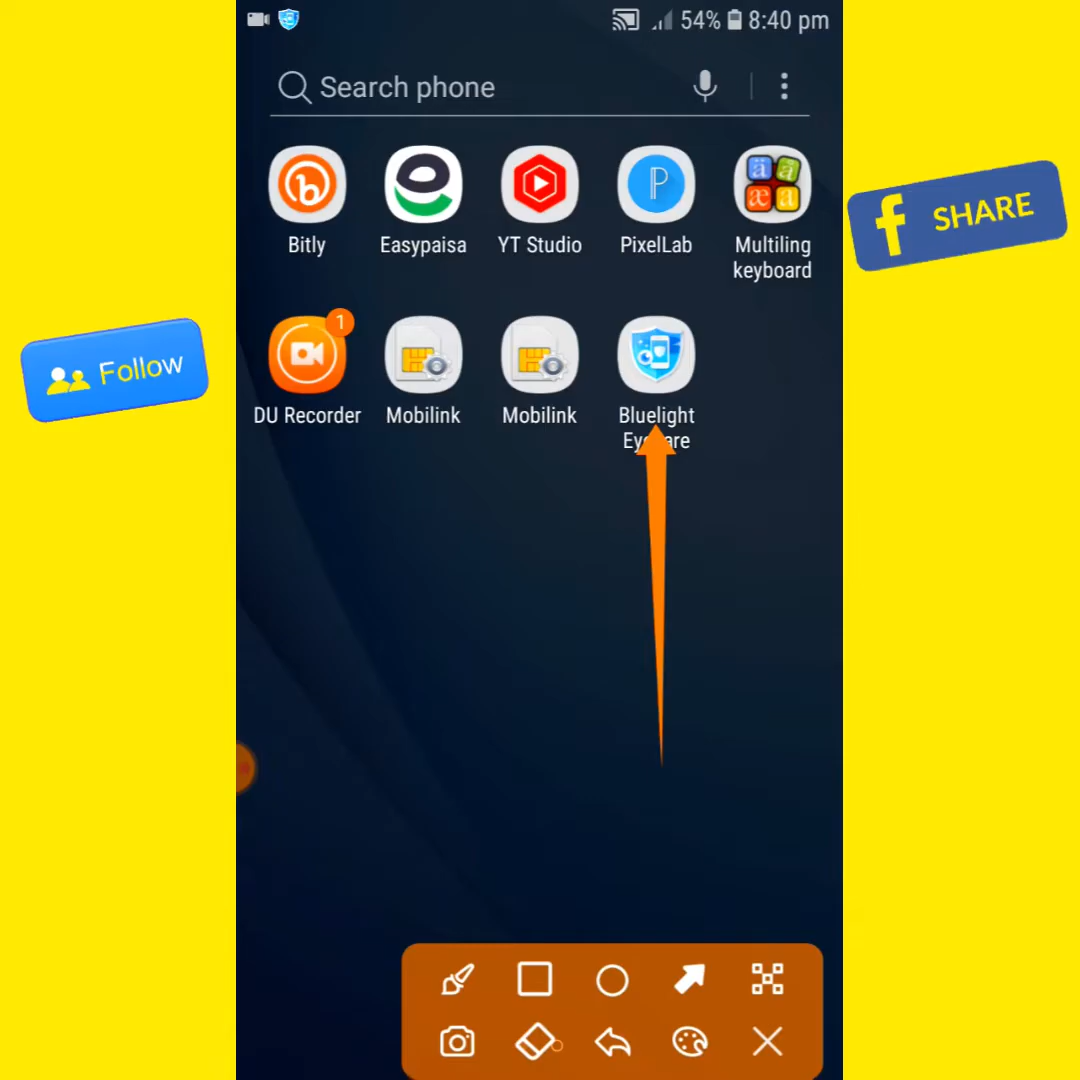 54% 8:40 pm
Search phone
Bitly
Easypaisa
YT Studio
PixelLab
Multiling
keyboard
f SHARE
Follow
1
DU Recorder
Mobilink
Mobilink
Bluelight